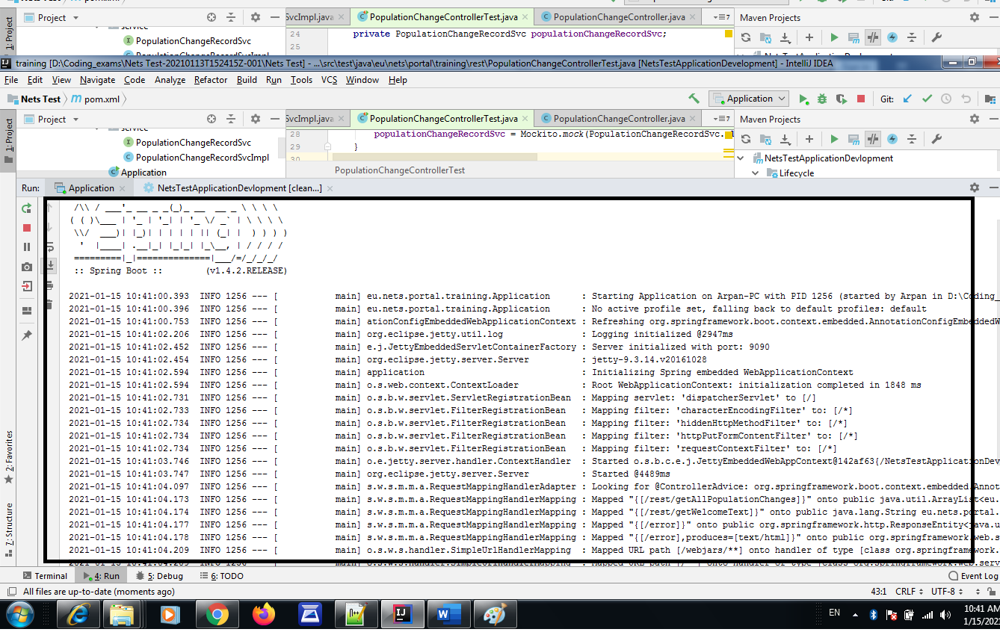 Nets Test pom.xml
Project
SvcImpl.java PopulationChangeControllerTest.java PopulationChangeController.java 7 Maven Projects
1: Project
service
PopulationChangeRecordSvc
24 private PopulationChangeRecordSvc populationChangeRecordSvc;
25
training [D:\Coding_exams\Nets Test-20210113T152415Z-001\Nets Test] - ...\src\test\java\eu\nets\portal\training\rest\PopulationChangeControllerTest.java [NetsTestApplicationDevelopment] - IntelliJ IDEA
File Edit View Navigate Code Analyze Refactor Build Run Tools VCS Window Help
Nets Test pom.xml Application Git:
Project SvcImpl.java PopulationChangeControllerTest.java PopulationChangeController.java 7 Maven Projects
1: Project
service
PopulationChangeRecordSvc
PopulationChangeRecordSvcImpl
Application
28 populationChangeRecordSvc = Mockito.mock(PopulationChangeRecordSvc.
29 }
30
PopulationChangeControllerTest
NetsTestApplicationDevlopment
Lifecycle
Run: Application NetsTestApplicationDevlopment [clean...]
 /\\ / ___'_ __ _ _(_)_ __  __ _ \ \ \ \
( ( )\___ | '_ | '_| | '_ \/ _` | \ \ \ \
 \\/  ___)| |_)| | | | | || (_| |  ) ) ) )
  '  |____| .__|_| |_|_| |_\__, | / / / /
 =========|_|==============|___/=/_/_/_/
 :: Spring Boot ::        (v1.4.2.RELEASE)
2021-01-15 10:41:00.393  INFO 1256 --- [           main] eu.nets.portal.training.Application      : Starting Application on Arpan-PC with PID 1256 (started by Arpan in D:\Coding_
2021-01-15 10:41:00.396  INFO 1256 --- [           main] eu.nets.portal.training.Application      : No active profile set, falling back to default profiles: default
2021-01-15 10:41:00.753  INFO 1256 --- [           main] ationConfigEmbeddedWebApplicationContext : Refreshing org.springframework.boot.context.embedded.AnnotationConfigEmbeddedW
2021-01-15 10:41:02.206  INFO 1256 --- [           main] org.eclipse.jetty.util.log               : Logging initialized @2947ms
2021-01-15 10:41:02.452  INFO 1256 --- [           main] e.j.JettyEmbeddedServletContainerFactory : Server initialized with port: 9090
2021-01-15 10:41:02.454  INFO 1256 --- [           main] org.eclipse.jetty.server.Server          : jetty-9.3.14.v20161028
2021-01-15 10:41:02.594  INFO 1256 --- [           main] application                              : Initializing Spring embedded WebApplicationContext
2021-01-15 10:41:02.594  INFO 1256 --- [           main] o.s.web.context.ContextLoader            : Root WebApplicationContext: initialization completed in 1848 ms
2021-01-15 10:41:02.731  INFO 1256 --- [           main] o.s.b.w.servlet.ServletRegistrationBean  : Mapping servlet: 'dispatcherServlet' to [/]
2021-01-15 10:41:02.733  INFO 1256 --- [           main] o.s.b.w.servlet.FilterRegistrationBean   : Mapping filter: 'characterEncodingFilter' to: [/*]
2021-01-15 10:41:02.734  INFO 1256 --- [           main] o.s.b.w.servlet.FilterRegistrationBean   : Mapping filter: 'hiddenHttpMethodFilter' to: [/*]
2021-01-15 10:41:02.734  INFO 1256 --- [           main] o.s.b.w.servlet.FilterRegistrationBean   : Mapping filter: 'httpPutFormContentFilter' to: [/*]
2021-01-15 10:41:02.734  INFO 1256 --- [           main] o.s.b.w.servlet.FilterRegistrationBean   : Mapping filter: 'requestContextFilter' to: [/*]
2021-01-15 10:41:03.746  INFO 1256 --- [           main] o.e.jetty.server.handler.ContextHandler  : Started o.s.b.c.e.j.JettyEmbeddedWebAppContext@142af63{/NetsTestApplicationDev
2021-01-15 10:41:03.747  INFO 1256 --- [           main] org.eclipse.jetty.server.Server          : Started @4489ms
2021-01-15 10:41:04.097  INFO 1256 --- [           main] s.w.s.m.m.a.RequestMappingHandlerAdapter : Looking for @ControllerAdvice: org.springframework.boot.context.embedded.Annot
2021-01-15 10:41:04.173  INFO 1256 --- [           main] s.w.s.m.m.a.RequestMappingHandlerMapping : Mapped "{[/rest/getAllPopulationChanges]}" onto public java.util.ArrayList<eu.
2021-01-15 10:41:04.174  INFO 1256 --- [           main] s.w.s.m.m.a.RequestMappingHandlerMapping : Mapped "{[/rest/getWelcomeText]}" onto public java.lang.String eu.nets.portal.
2021-01-15 10:41:04.177  INFO 1256 --- [           main] s.w.s.m.m.a.RequestMappingHandlerMapping : Mapped "{[/error]}" onto public org.springframework.http.ResponseEntity<java.u
2021-01-15 10:41:04.178  INFO 1256 --- [           main] s.w.s.m.m.a.RequestMappingHandlerMapping : Mapped "{[/error],produces=[text/html]}" onto public org.springframework.web.s
2021-01-15 10:41:04.209  INFO 1256 --- [           main] o.s.w.s.handler.SimpleUrlHandlerMapping  : Mapped URL path [/webjars/**] onto handler of type [class org.springframework.
2: Favorites
7: Structure
Terminal 4: Run 5: Debug 6: TODO Event Log
All files are up-to-date (moments ago) 43:1 CRLF UTF-8
EN 10:41 AM